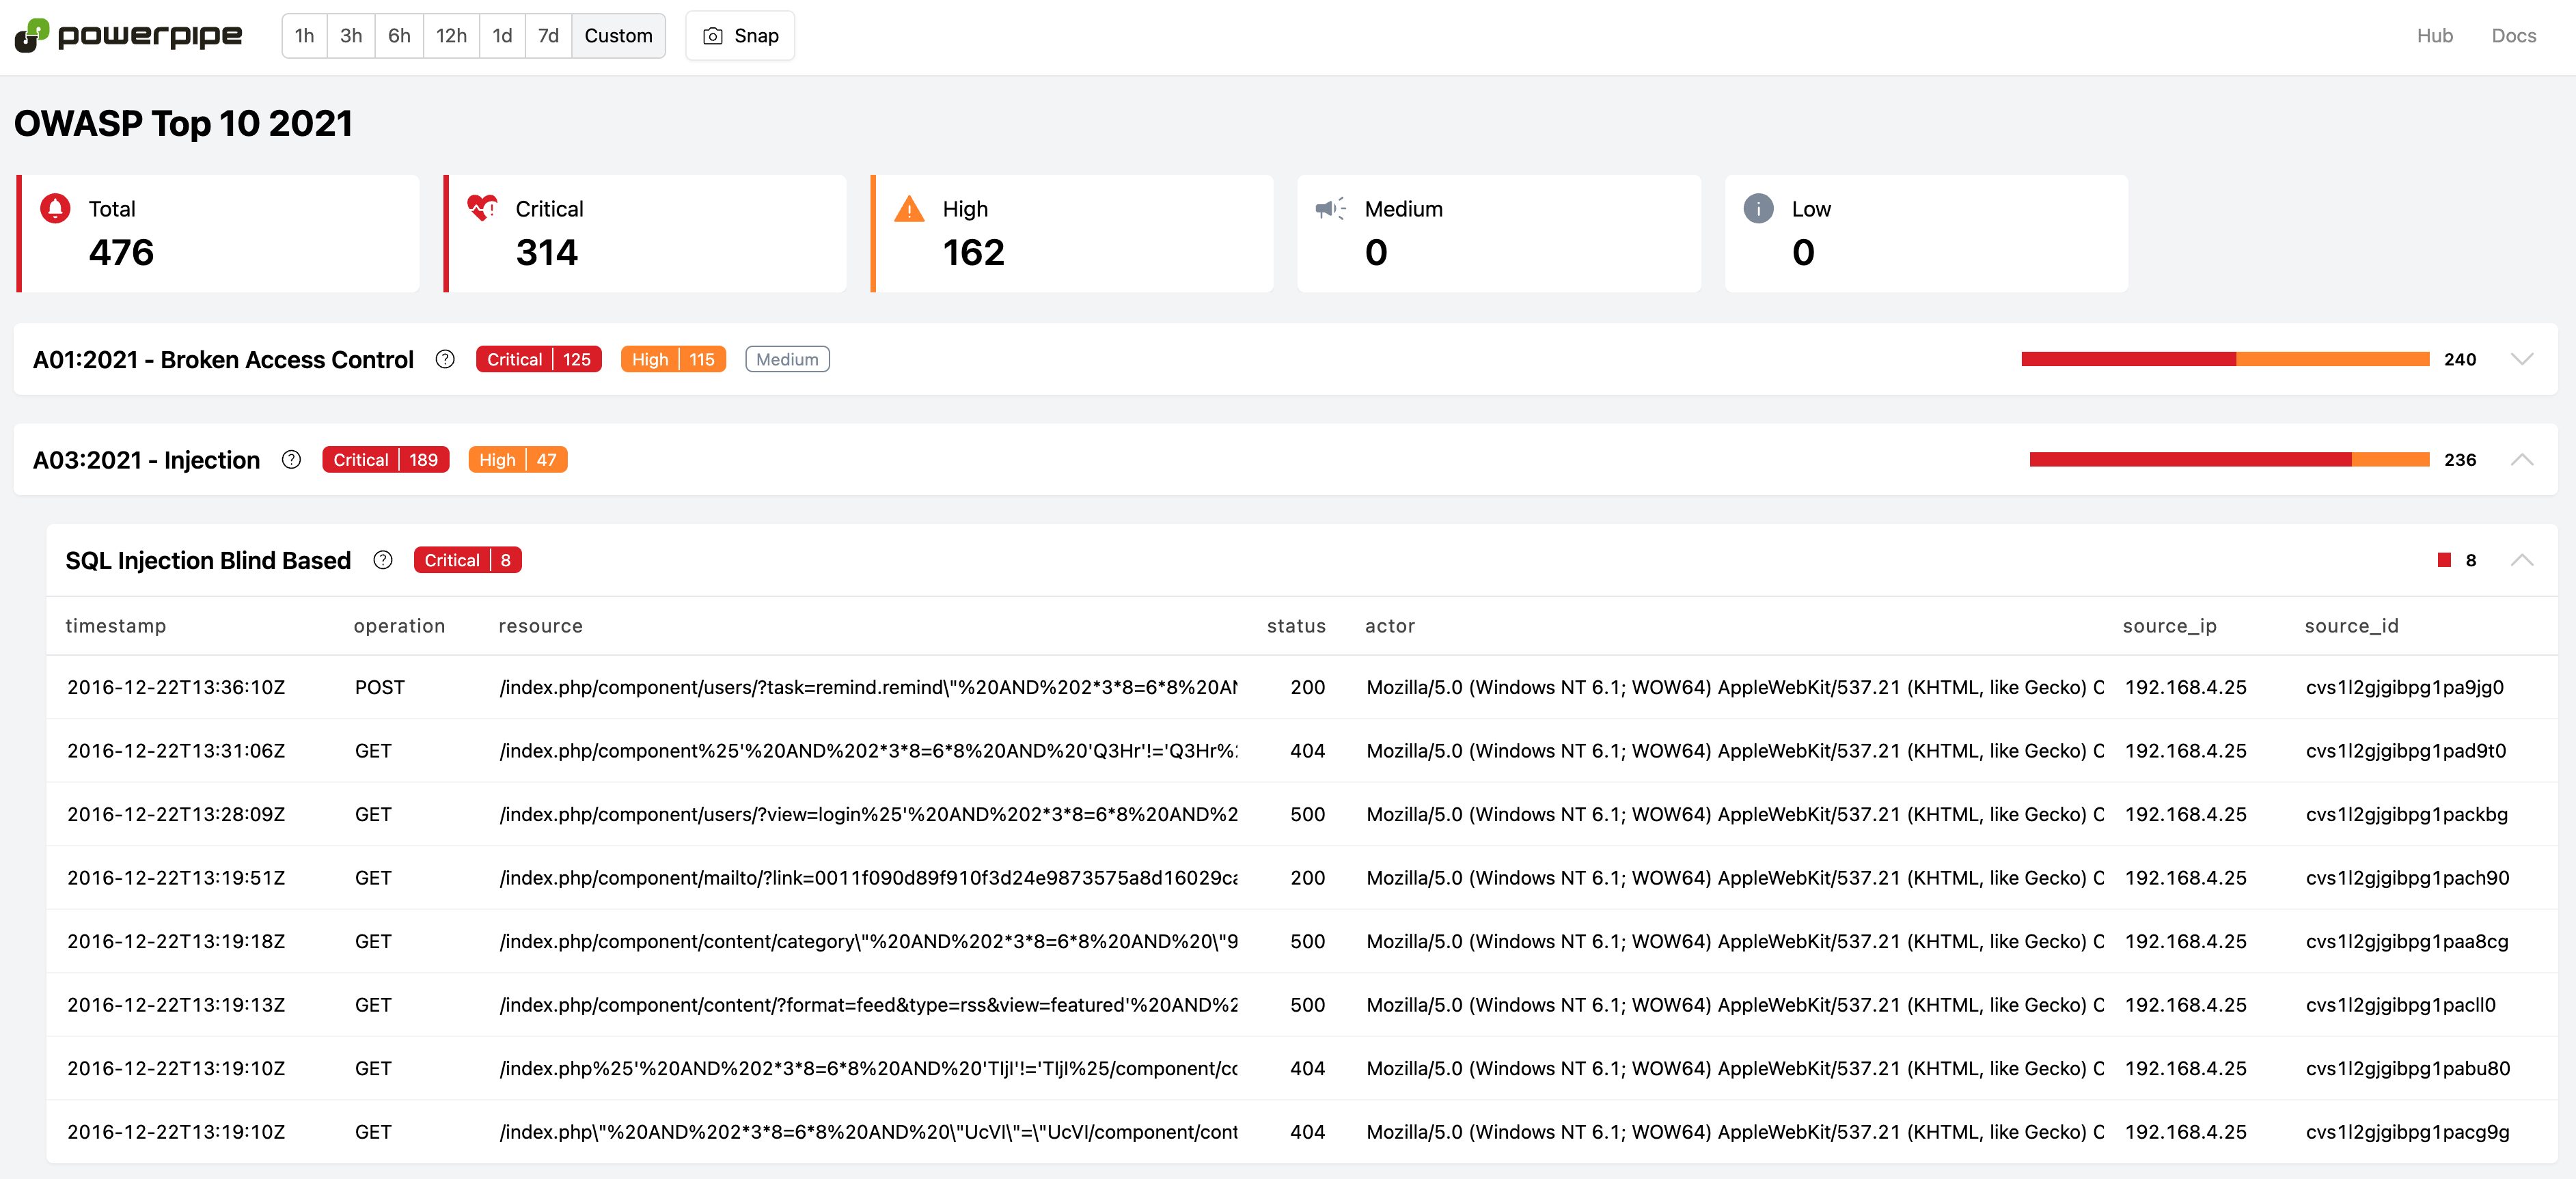 powerpipe 1h 3h 6h 12h 1d 7d Custom Snap Hub Docs
OWASP Top 10 2021
Total Critical High Medium Low
476 314 162 0 0
A01:2021 - Broken Access Control Critical 125 High 115 Medium 240
A03:2021 - Injection Critical 189 High 47 236
SQL Injection Blind Based Critical 8 8
timestamp operation resource status actor source_ip source_id
2016-12-22T13:36:10Z POST /index.php/component/users/?task=remind.remind\"%20AND%202*3*8=6*8%20AN 200 Mozilla/5.0 (Windows NT 6.1; WOW64) AppleWebKit/537.21 (KHTML, like Gecko) C 192.168.4.25 cvs1l2gjgibpg1pa9jg0
2016-12-22T13:31:06Z GET /index.php/component%25'%20AND%202*3*8=6*8%20AND%20'Q3Hr'!='Q3Hr% 404 Mozilla/5.0 (Windows NT 6.1; WOW64) AppleWebKit/537.21 (KHTML, like Gecko) C 192.168.4.25 cvs1l2gjgibpg1pad9t0
2016-12-22T13:28:09Z GET /index.php/component/users/?view=login%25'%20AND%202*3*8=6*8%20AND%2 500 Mozilla/5.0 (Windows NT 6.1; WOW64) AppleWebKit/537.21 (KHTML, like Gecko) C 192.168.4.25 cvs1l2gjgibpg1packbg
2016-12-22T13:19:51Z GET /index.php/component/mailto/?link=0011f090d89f910f3d24e9873575a8d16029ca 200 Mozilla/5.0 (Windows NT 6.1; WOW64) AppleWebKit/537.21 (KHTML, like Gecko) C 192.168.4.25 cvs1l2gjgibpg1pach90
2016-12-22T13:19:18Z GET /index.php/component/content/category\"%20AND%202*3*8=6*8%20AND%20\"9 500 Mozilla/5.0 (Windows NT 6.1; WOW64) AppleWebKit/537.21 (KHTML, like Gecko) C 192.168.4.25 cvs1l2gjgibpg1paa8cg
2016-12-22T13:19:13Z GET /index.php/component/content/?format=feed&type=rss&view=featured'%20AND%2 500 Mozilla/5.0 (Windows NT 6.1; WOW64) AppleWebKit/537.21 (KHTML, like Gecko) C 192.168.4.25 cvs1l2gjgibpg1pacll0
2016-12-22T13:19:10Z GET /index.php%25'%20AND%202*3*8=6*8%20AND%20'TljI'!='TljI%25/component/co 404 Mozilla/5.0 (Windows NT 6.1; WOW64) AppleWebKit/537.21 (KHTML, like Gecko) C 192.168.4.25 cvs1l2gjgibpg1pabu80
2016-12-22T13:19:10Z GET /index.php\"%20AND%202*3*8=6*8%20AND%20\"UcVl\"=\"UcVl/component/cont 404 Mozilla/5.0 (Windows NT 6.1; WOW64) AppleWebKit/537.21 (KHTML, like Gecko) C 192.168.4.25 cvs1l2gjgibpg1pacg9g